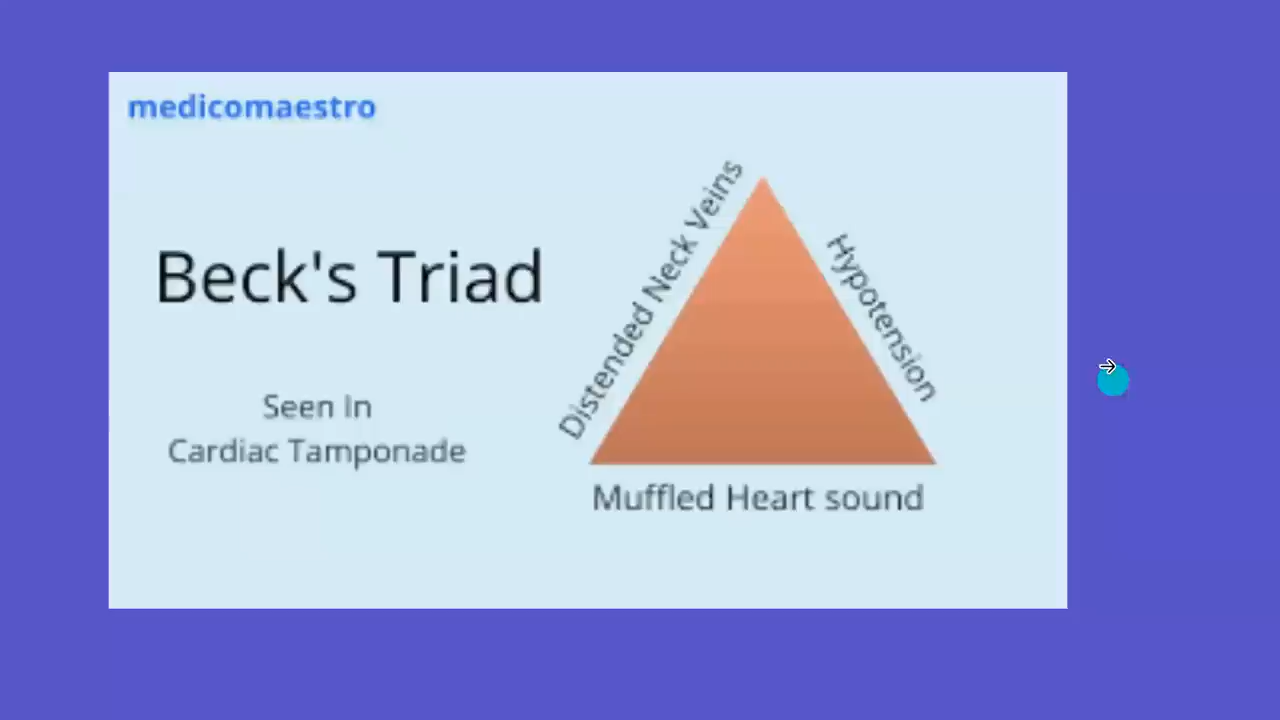 medicomaestro
Beck's Triad
Seen In
Cardiac Tamponade
Distended Neck Veins
Hypotension
Muffled Heart sound